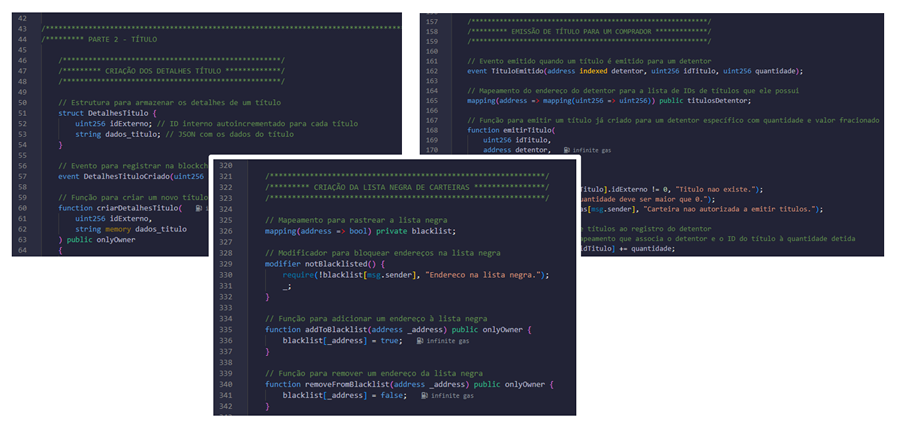 42
43 /************************************************************************************
44 /********* PARTE 2 - TÍTULO
45
46 /**************************************************/
47 /********* CRIAÇÃO DOS DETALHES TÍTULO *************/
48 /**************************************************/
49
50 // Estrutura para armazenar os detalhes de um título
51 struct DetalhesTitulo {
52 uint256 idExterno; // ID interno autoincrementado para cada título
53 string dados_titulo; // JSON com os dados do título
54 }
55
56 // Evento para registrar na blockch
57 event DetalhesTituloCriado(uint256
58
59 // Função para criar um novo título
60 function criarDetalhesTitulo(
61 uint256 idExterno,
62 string memory dados_titulo
63 ) public onlyOwner
64 {
157 /******************************************************/
158 /********* EMISSÃO DE TÍTULO PARA UM COMPRADOR *************/
159 /******************************************************/
160
161 // Evento emitido quando um título é emitido para um detentor
162 event TituloEmitido(address indexed detentor, uint256 idTitulo, uint256 quantidade);
163
164 // Mapeamento do endereço do detentor para a lista de IDs de títulos que ele possui
165 mapping(address => mapping(uint256 => uint256)) public titulosDetentor;
166
167 // Função para emitir um título já criado para um detentor específico com quantidade e valor fracionado
168 function emitirTitulo(
169 uint256 idTitulo,
170 address detentor, infinite gas
Titulo].idExterno != 0, "Titulo nao existe.");
uantidade deve ser maior que 0.");
as[msg.sender], "Carteira nao autorizada a emitir titulos.");
e títulos ao registro do detentor
apeamento que associa o detentor e o ID do título à quantidade detida
idTitulo] += quantidade;
320
321 /***************************************************************/
322 /********* CRIAÇÃO DA LISTA NEGRA DE CARTEIRAS ****************/
323 /***************************************************************/
324
325 // Mapeamento para rastrear a lista negra
326 mapping(address => bool) private blacklist;
327
328 // Modificador para bloquear endereços na lista negra
329 modifier notBlacklisted() {
330 require(!blacklist[msg.sender], "Endereco na lista negra.");
331 _;
332 }
333
334 // Função para adicionar um endereço à lista negra
335 function addToBlacklist(address _address) public onlyOwner {
336 blacklist[_address] = true; infinite gas
337 }
338
339 // Função para remover um endereço da lista negra
340 function removeFromBlacklist(address _address) public onlyOwner {
341 blacklist[_address] = false; infinite gas
342 }